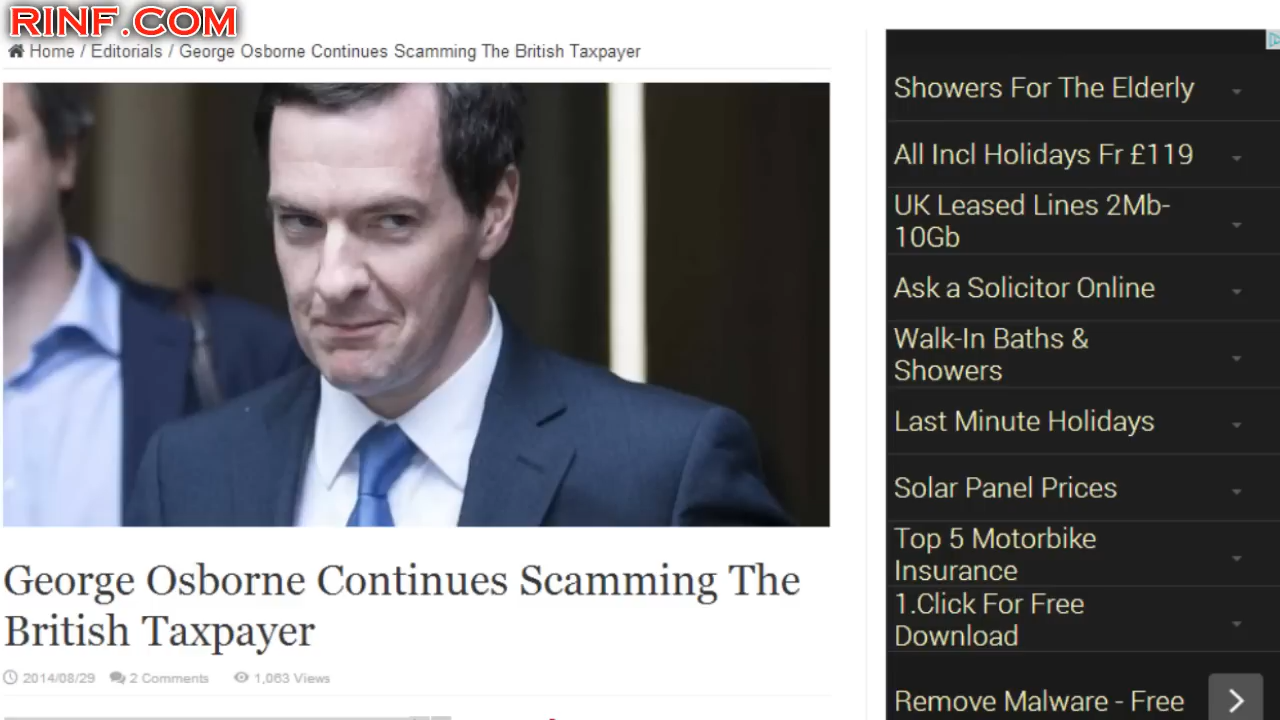 RINF.COM
Home / Editorials / George Osborne Continues Scamming The British Taxpayer
George Osborne Continues Scamming The
British Taxpayer
2014/08/29 2 Comments 1,063 Views
Showers For The Elderly
All Incl Holidays Fr £119
UK Leased Lines 2Mb-
10Gb
Ask a Solicitor Online
Walk-In Baths &
Showers
Last Minute Holidays
Solar Panel Prices
Top 5 Motorbike
Insurance
1.Click For Free
Download
Remove Malware - Free